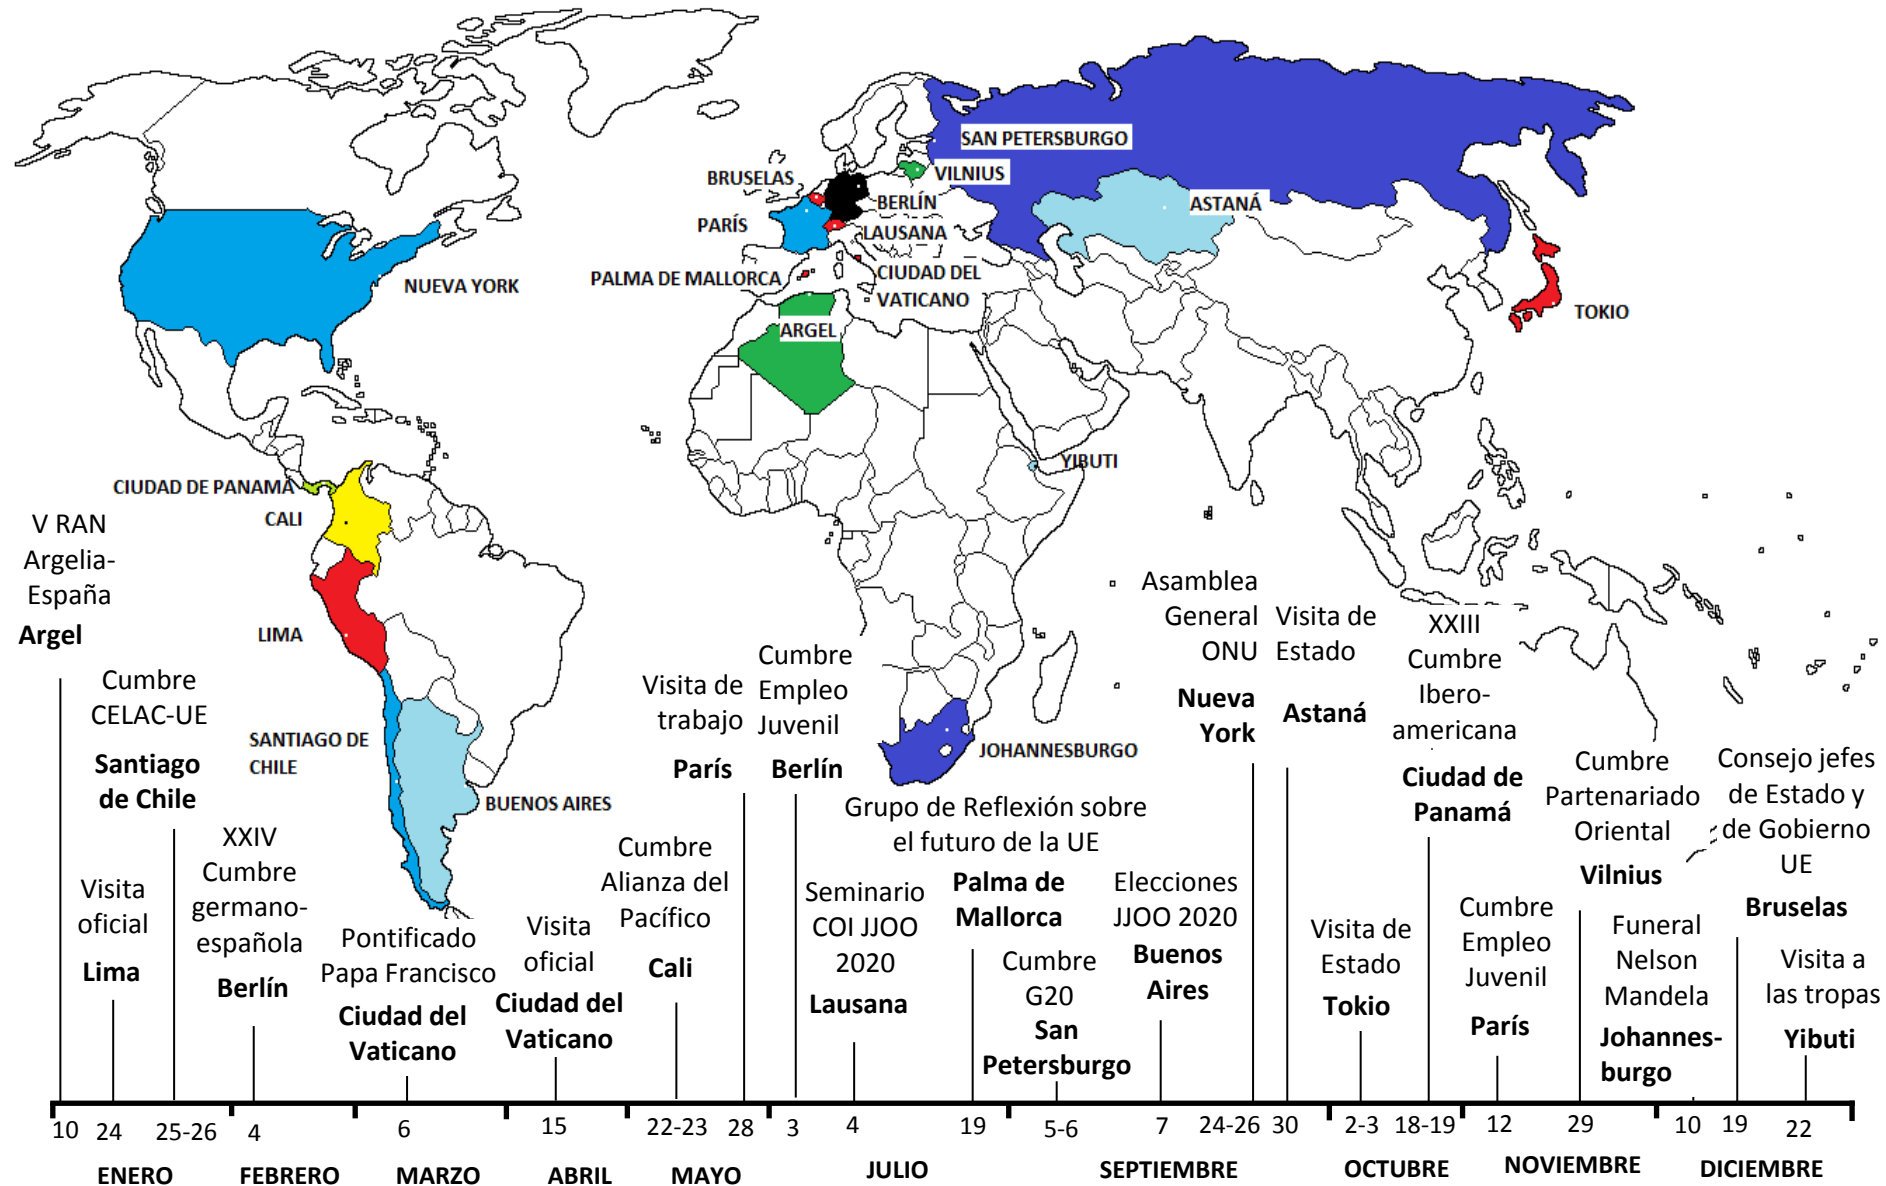 SAN PETERSBURGO
BRUSELAS
VILNIUS
BERLÍN
ASTANÁ
PARÍS
LAUSANA
PALMA DE MALLORCA
CIUDAD DEL
VATICANO
NUEVA YORK
TOKIO
ARGEL
YIBUTI
CIUDAD DE PANAMÁ
CALI
LIMA
SANTIAGO DE
CHILE
BUENOS AIRES
JOHANNESBURGO
V RAN
Argelia-
España
Argel
Visita
oficial
Lima
Cumbre
CELAC-UE
Santiago
de Chile
XXIV
Cumbre
germano-
española
Berlín
Pontificado
Papa Francisco
Ciudad del
Vaticano
Visita
oficial
Ciudad del
Vaticano
Cumbre
Alianza del
Pacífico
Cali
Visita de
trabajo
París
Cumbre
Empleo
Juvenil
Berlín
Seminario
COI JJOO
2020
Lausana
Grupo de Reflexión sobre
el futuro de la UE
Palma de
Mallorca
Cumbre
G20
San
Petersburgo
Elecciones
JJOO 2020
Buenos
Aires
Asamblea
General
ONU
Nueva
York
Visita de
Estado
Astaná
Visita de
Estado
Tokio
XXIII
Cumbre
Ibero-
americana
Ciudad de
Panamá
Cumbre
Empleo
Juvenil
París
Cumbre
Partenariado
Oriental
Vilnius
Funeral
Nelson
Mandela
Johannes-
burgo
Consejo jefes
de Estado y
de Gobierno
UE
Bruselas
Visita a
las tropas
Yibuti
10 24 25-26 4 6 15 22-23 28 3 4 19 5-6 7 24-26 30 2-3 18-19 12 29 10 19 22
ENERO FEBRERO MARZO ABRIL MAYO JULIO SEPTIEMBRE OCTUBRE NOVIEMBRE DICIEMBRE